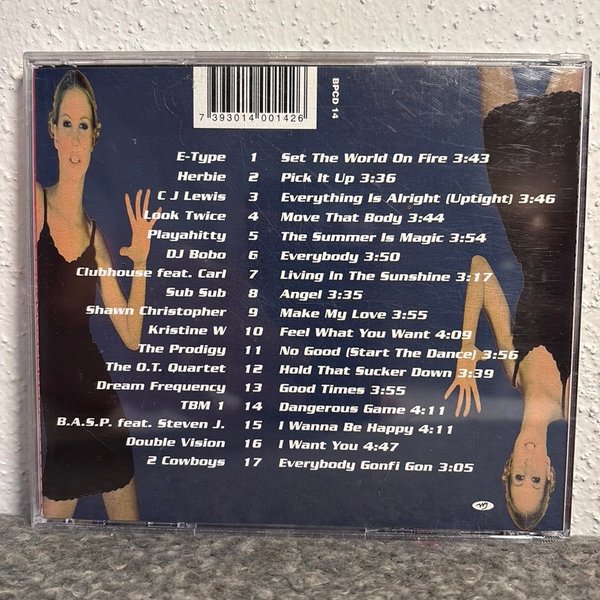 7 393014 001426
BPCD 14
E-Type 1 Set The World On Fire 3:43
Herbie 2 Pick It Up 3:36
C J Lewis 3 Everything Is Alright (Uptight) 3:46
Look Twice 4 Move That Body 3:44
Playahitty 5 The Summer Is Magic 3:54
DJ Bobo 6 Everybody 3:50
Clubhouse feat. Carl 7 Living In The Sunshine 3:17
Sub Sub 8 Angel 3:35
Shawn Christopher 9 Make My Love 3:55
Kristine W 10 Feel What You Want 4:09
The Prodigy 11 No Good (Start The Dance) 3:56
The O.T. Quartet 12 Hold That Sucker Down 3:39
Dream Frequency 13 Good Times 3:55
TBM 1 14 Dangerous Game 4:11
B.A.S.P. feat. Steven J. 15 I Wanna Be Happy 4:11
Double Vision 16 I Want You 4:47
2 Cowboys 17 Everybody Gonfi Gon 3:05